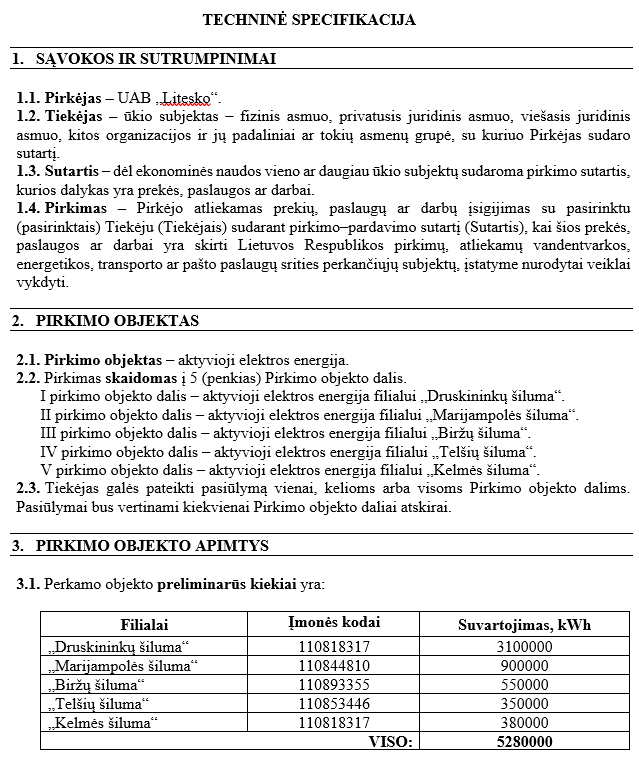 TECHNINĖ SPECIFIKACIJA
1. SĄVOKOS IR SUTRUMPINIMAI
1.1. Pirkėjas – UAB „Litesko“.
1.2. Tiekėjas – ūkio subjektas – fizinis asmuo, privatusis juridinis asmuo, viešasis juridinis
asmuo, kitos organizacijos ir jų padaliniai ar tokių asmenų grupė, su kuriuo Pirkėjas sudaro
sutartį.
1.3. Sutartis – dėl ekonominės naudos vieno ar daugiau ūkio subjektų sudaroma pirkimo sutartis,
kurios dalykas yra prekės, paslaugos ar darbai.
1.4. Pirkimas – Pirkėjo atliekamas prekių, paslaugų ar darbų įsigijimas su pasirinktu
(pasirinktais) Tiekėju (Tiekėjais) sudarant pirkimo–pardavimo sutartį (Sutartis), kai šios prekės,
paslaugos ar darbai yra skirti Lietuvos Respublikos pirkimų, atliekamų vandentvarkos,
energetikos, transporto ar pašto paslaugų srities perkančiųjų subjektų, įstatyme nurodytai veiklai
vykdyti.
2. PIRKIMO OBJEKTAS
2.1. Pirkimo objektas – aktyvioji elektros energija.
2.2. Pirkimas skaidomas į 5 (penkias) Pirkimo objekto dalis.
I pirkimo objekto dalis – aktyvioji elektros energija filialui „Druskininkų šiluma“.
II pirkimo objekto dalis – aktyvioji elektros energija filialui „Marijampolės šiluma“.
III pirkimo objekto dalis – aktyvioji elektros energija filialui „Biržų šiluma“.
IV pirkimo objekto dalis – aktyvioji elektros energija filialui „Telšių šiluma“.
V pirkimo objekto dalis – aktyvioji elektros energija filialui „Kelmės šiluma“.
2.3. Tiekėjas galės pateikti pasiūlymą vienai, kelioms arba visoms Pirkimo objekto dalims.
Pasiūlymai bus vertinami kiekvienai Pirkimo objekto daliai atskirai.
3. PIRKIMO OBJEKTO APIMTYS
3.1. Perkamo objekto preliminarūs kiekiai yra:
Filialai Įmonės kodai Suvartojimas, kWh
„Druskininkų šiluma“ 110818317 3100000
„Marijampolės šiluma“ 110844810 900000
„Biržų šiluma“ 110893355 550000
„Telšių šiluma“ 110853446 350000
„Kelmės šiluma“ 110818317 380000
VISO: 5280000